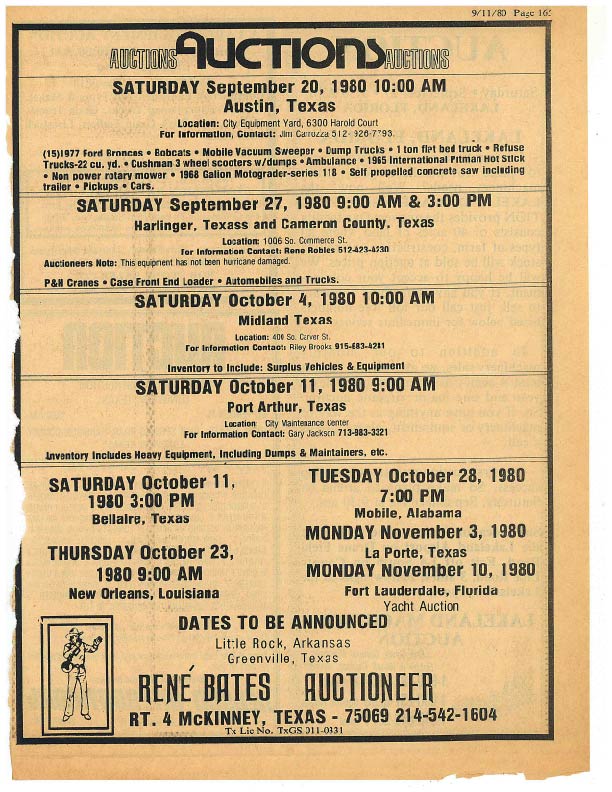 9/11/80 Page 165
AUCTIONS AUCTIONS AUCTIONS
SATURDAY September 20, 1980 10:00 AM
Austin, Texas
Location: City Equipment Yard, 6300 Harold Court
For Information, Contact: Jim Carrozza 512-926-7793.
(15)1977 Ford Broncos • Bobcats • Mobile Vacuum Sweeper • Dump Trucks • 1 ton flat bed truck • Refuse
Trucks-22 cu. yd. • Cushman 3 wheel scooters w/dumps • Ambulance • 1965 International Pitman Hot Stick
• Non power rotary mower • 1968 Galion Motograder-series 118 • Self propelled concrete saw including
trailer • Pickups • Cars.
SATURDAY September 27, 1980 9:00 AM & 3:00 PM
Harlinger, Texass and Cameron County, Texas
Location: 1006 So. Commerce St.
For Information Contact: Rene Robles 512-423-4230
Auctioneers Note: This equipment has not been hurricane damaged.
P&H Cranes • Case Front End Loader • Automobiles and Trucks.
SATURDAY October 4, 1980 10:00 AM
Midland Texas
Location: 400 So. Carver St.
For Information Contact: Riley Brooks 915-683-4281
Inventory to Include: Surplus Vehicles & Equipment
SATURDAY October 11, 1980 9:00 AM
Port Arthur, Texas
Location: City Maintenance Center
For Information Contact: Gary Jackson 713-983-3321
Inventory Includes Heavy Equipment, Including Dumps & Maintainers, etc.
SATURDAY October 11,
1980 3:00 PM
Bellaire, Texas
THURSDAY October 23,
1980 9:00 AM
New Orleans, Louisiana
TUESDAY October 28, 1980
7:00 PM
Mobile, Alabama
MONDAY November 3, 1980
La Porte, Texas
MONDAY November 10, 1980
Fort Lauderdale, Florida
Yacht Auction
DATES TO BE ANNOUNCED
Little Rock, Arkansas
Greenville, Texas
RENÉ BATES AUCTIONEER
RT. 4 McKINNEY, TEXAS - 75069 214-542-1604
Tx Lic No. TxGS 011-0331